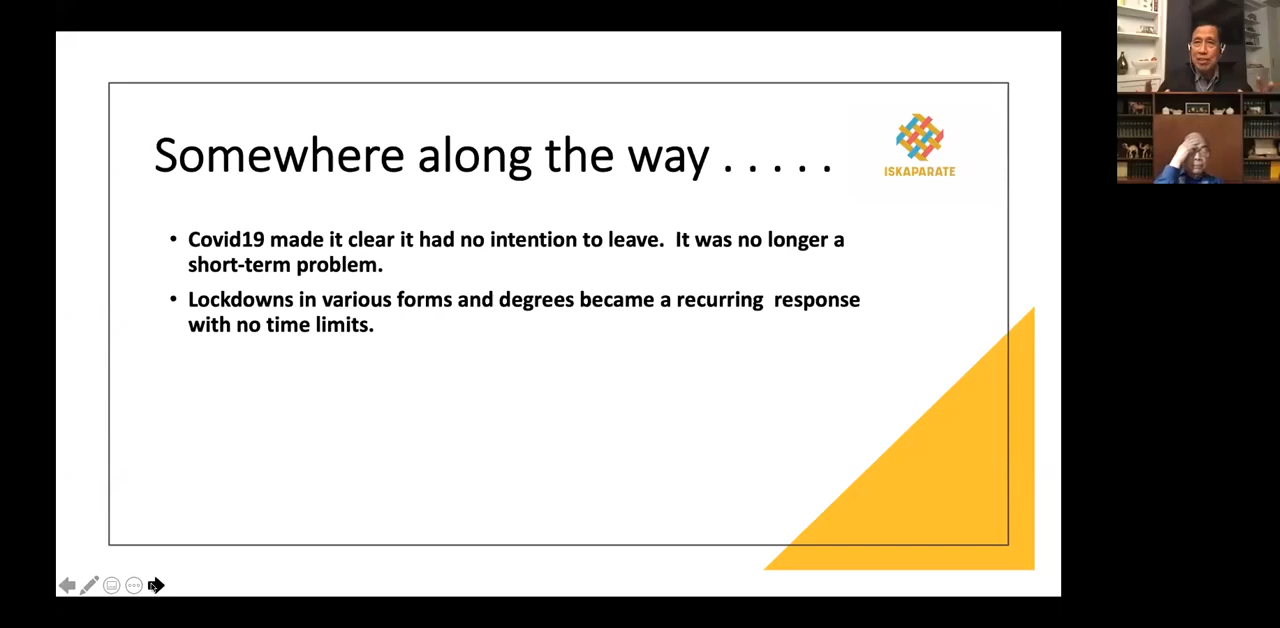 Somewhere along the way . . . . .
ISKAPARATE
• Covid19 made it clear it had no intention to leave.  It was no longer a
short-term problem.
• Lockdowns in various forms and degrees became a recurring  response
with no time limits.